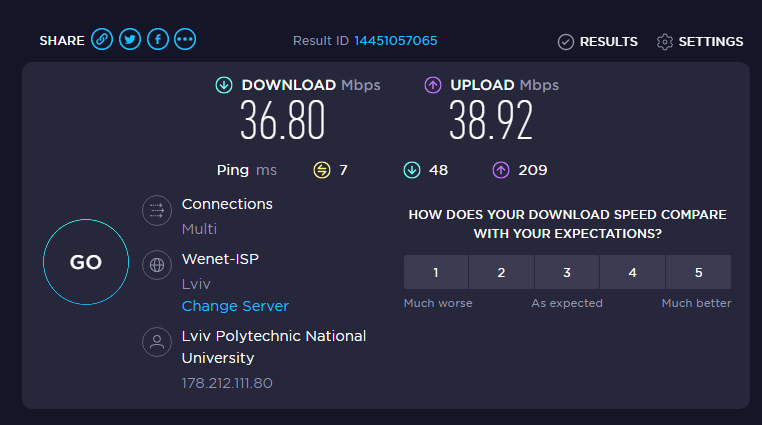 SHARE
Result ID 14451057065
RESULTS
SETTINGS
DOWNLOAD Mbps
36.80
UPLOAD Mbps
38.92
Ping ms
7
48
209
GO
Connections
Multi
Wenet-ISP
Lviv
Change Server
Lviv Polytechnic National
University
178.212.111.80
HOW DOES YOUR DOWNLOAD SPEED COMPARE
WITH YOUR EXPECTATIONS?
1 2 3 4 5
Much worse As expected Much better